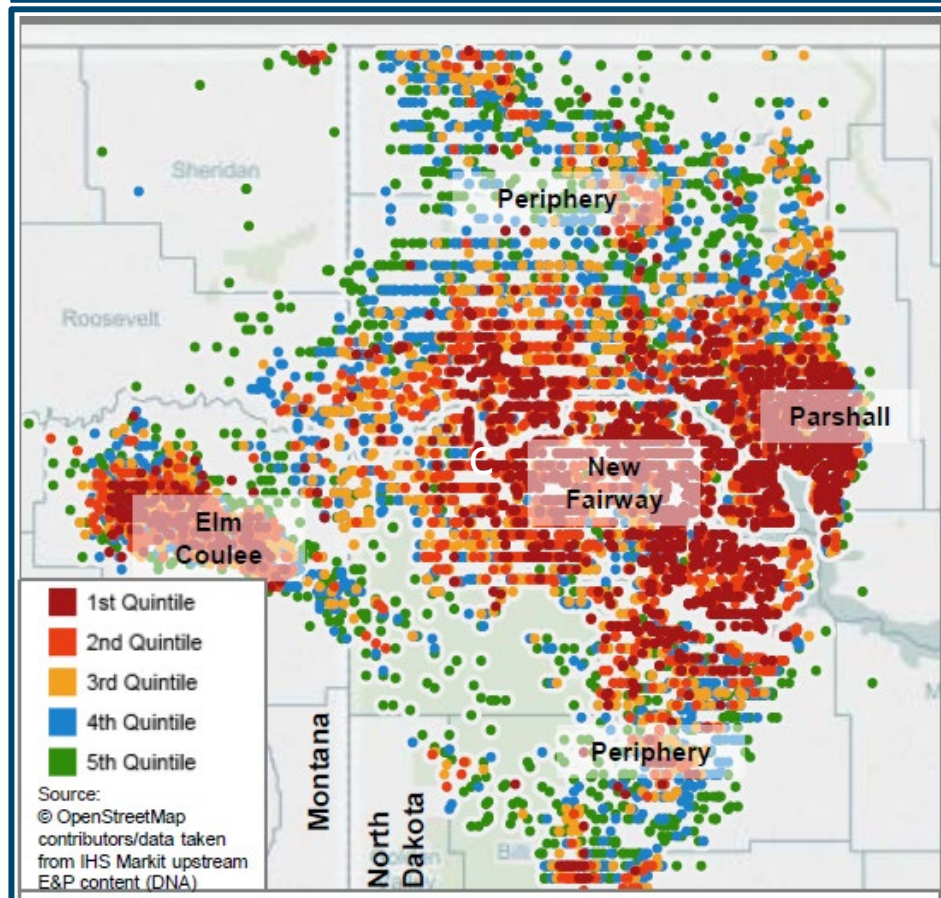 Sheridan
Periphery
Roosevelt
Parshall
New
Fairway
Elm
Coulee
1st Quintile
2nd Quintile
3rd Quintile
4th Quintile
5th Quintile
Periphery
Montana
North
Dakota
Source:
© OpenStreetMap
contributors/data taken
from IHS Markit upstream
E&P content (DNA)